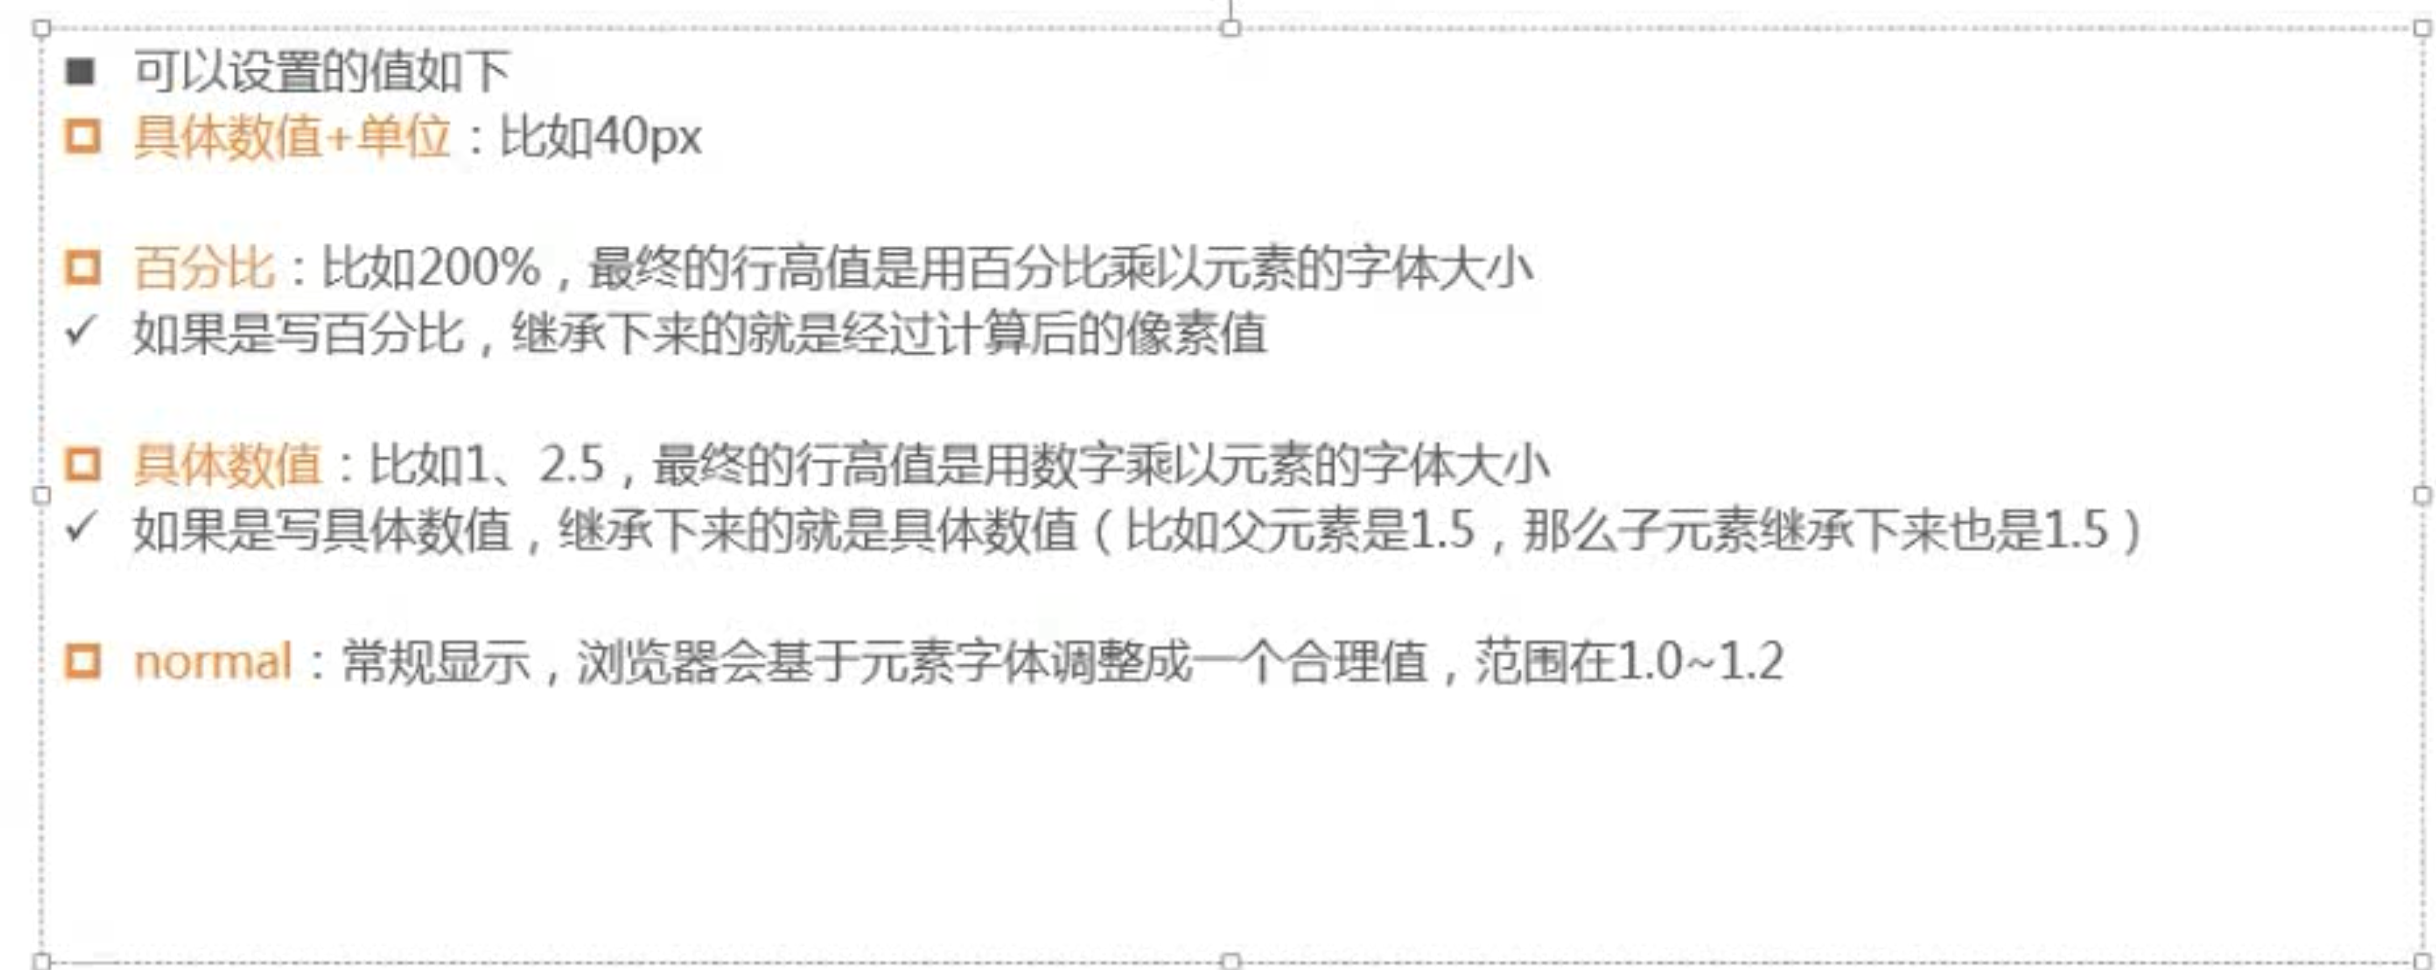 ■ 可以设置的值如下
具体数值+单位：比如40px
百分比：比如200%，最终的行高值是用百分比乘以元素的字体大小
✓ 如果是写百分比，继承下来的就是经过计算后的像素值
具体数值：比如1、2.5，最终的行高值是用数字乘以元素的字体大小
✓ 如果是写具体数值，继承下来的就是具体数值（比如父元素是1.5，那么子元素继承下来也是1.5）
normal：常规显示，浏览器会基于元素字体调整成一个合理值，范围在1.0~1.2